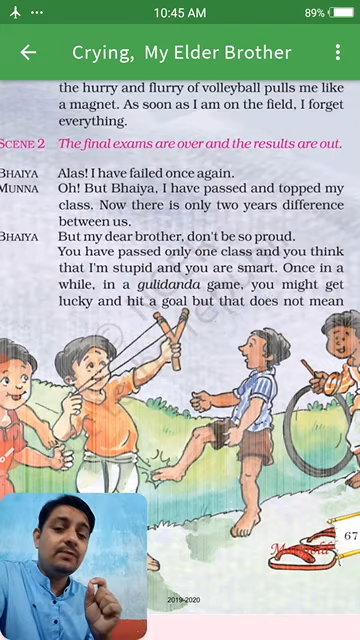 10:45 AM
89%
Crying, My Elder Brother
the hurry and flurry of volleyball pulls me like
a magnet. As soon as I am on the field, I forget
everything.
SCENE 2 The final exams are over and the results are out.
BHAIYA Alas! I have failed once again.
MUNNA Oh! But Bhaiya, I have passed and topped my
class. Now there is only two years difference
between us.
BHAIYA But my dear brother, don't be so proud.
You have passed only one class and you think
that I'm stupid and you are smart. Once in a
while, in a gulidanda game, you might get
lucky and hit a goal but that does not mean
67
2019-2020